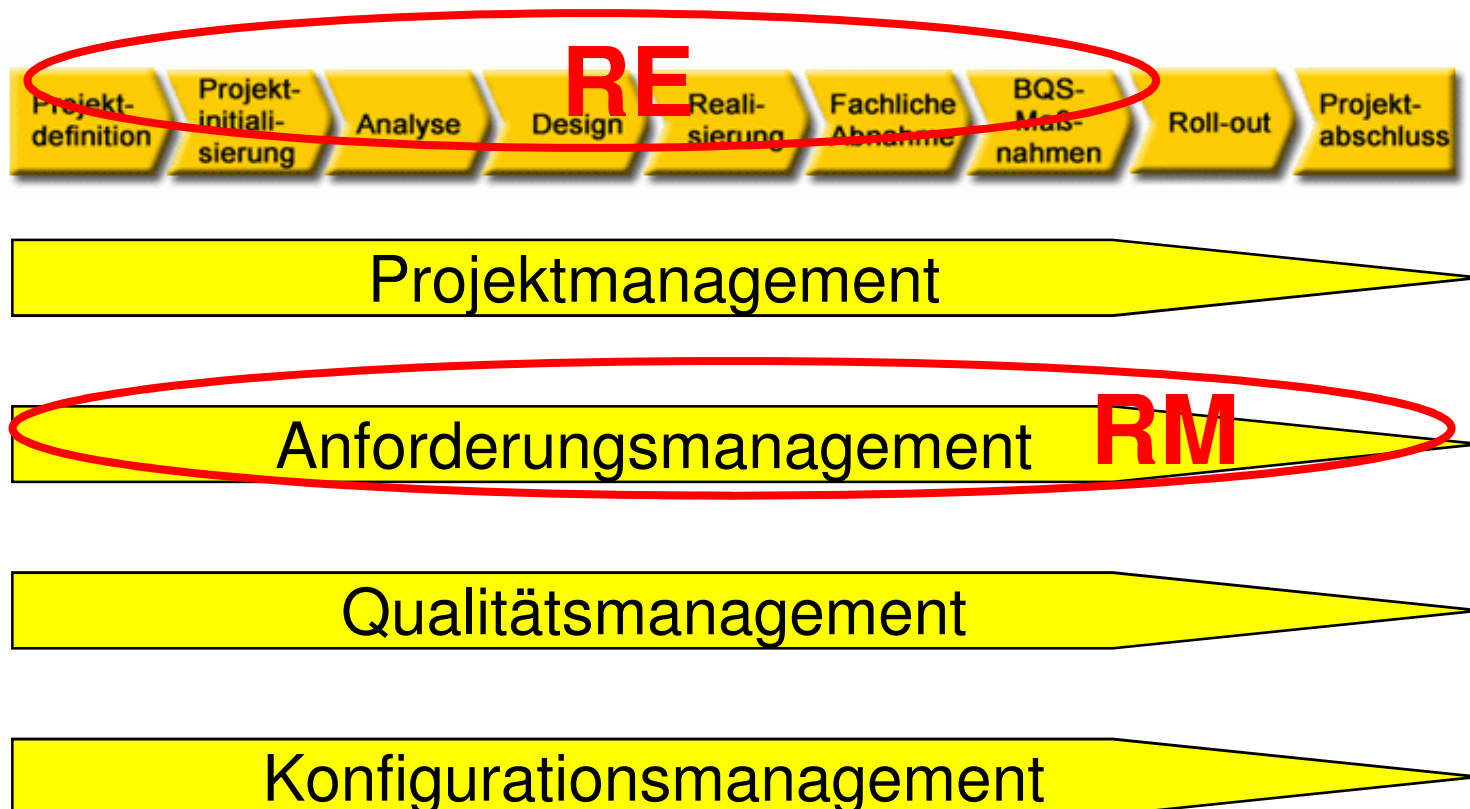 RE
Projekt-
definition
Projekt-
initiali-
sierung
Analyse
Design
Reali-
sierung
Fachliche
Abnahme
BQS-
Maß-
nahmen
Roll-out
Projekt-
abschluss
Projektmanagement
Anforderungsmanagement
RM
Qualitätsmanagement
Konfigurationsmanagement